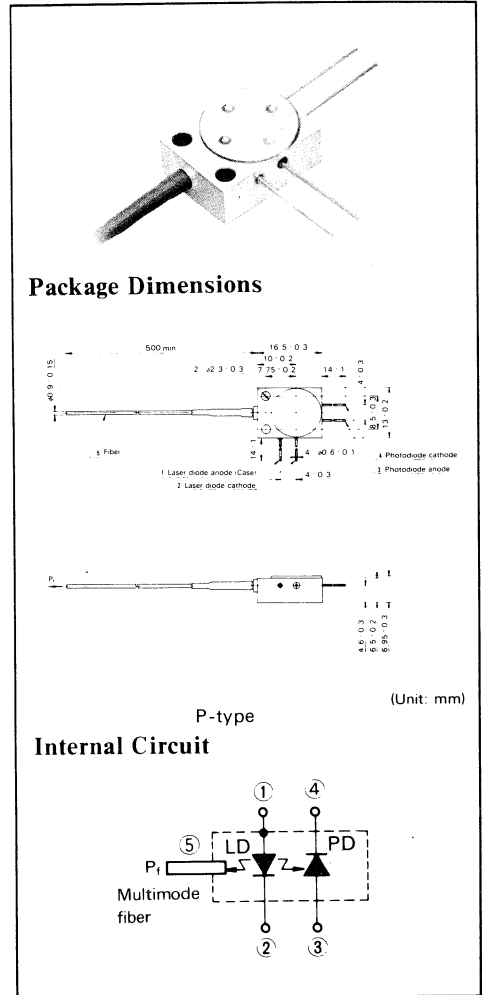 Package Dimensions
500 min
16.5 · 0.3
10 · 0.2
2 · ⌀2.3 · 0.3
7.75 · 0.2
14 · 1
4 · 0.3
⌀0.9 · 0.15
8.5 · 0.3
13 · 0.2
5 Fiber
14 · 1
4 · ⌀0.6 · 0.1
4 Photodiode cathode
1 Laser diode anode (Case)
4 · 0.3
3 Photodiode anode
2 Laser diode cathode
Pf
4.6 · 0.3
6.5 · 0.2
6.95 · 0.3
(Unit: mm)
P-type
Internal Circuit
① ④
⑤ LD PD
Pf
Multimode
fiber
② ③